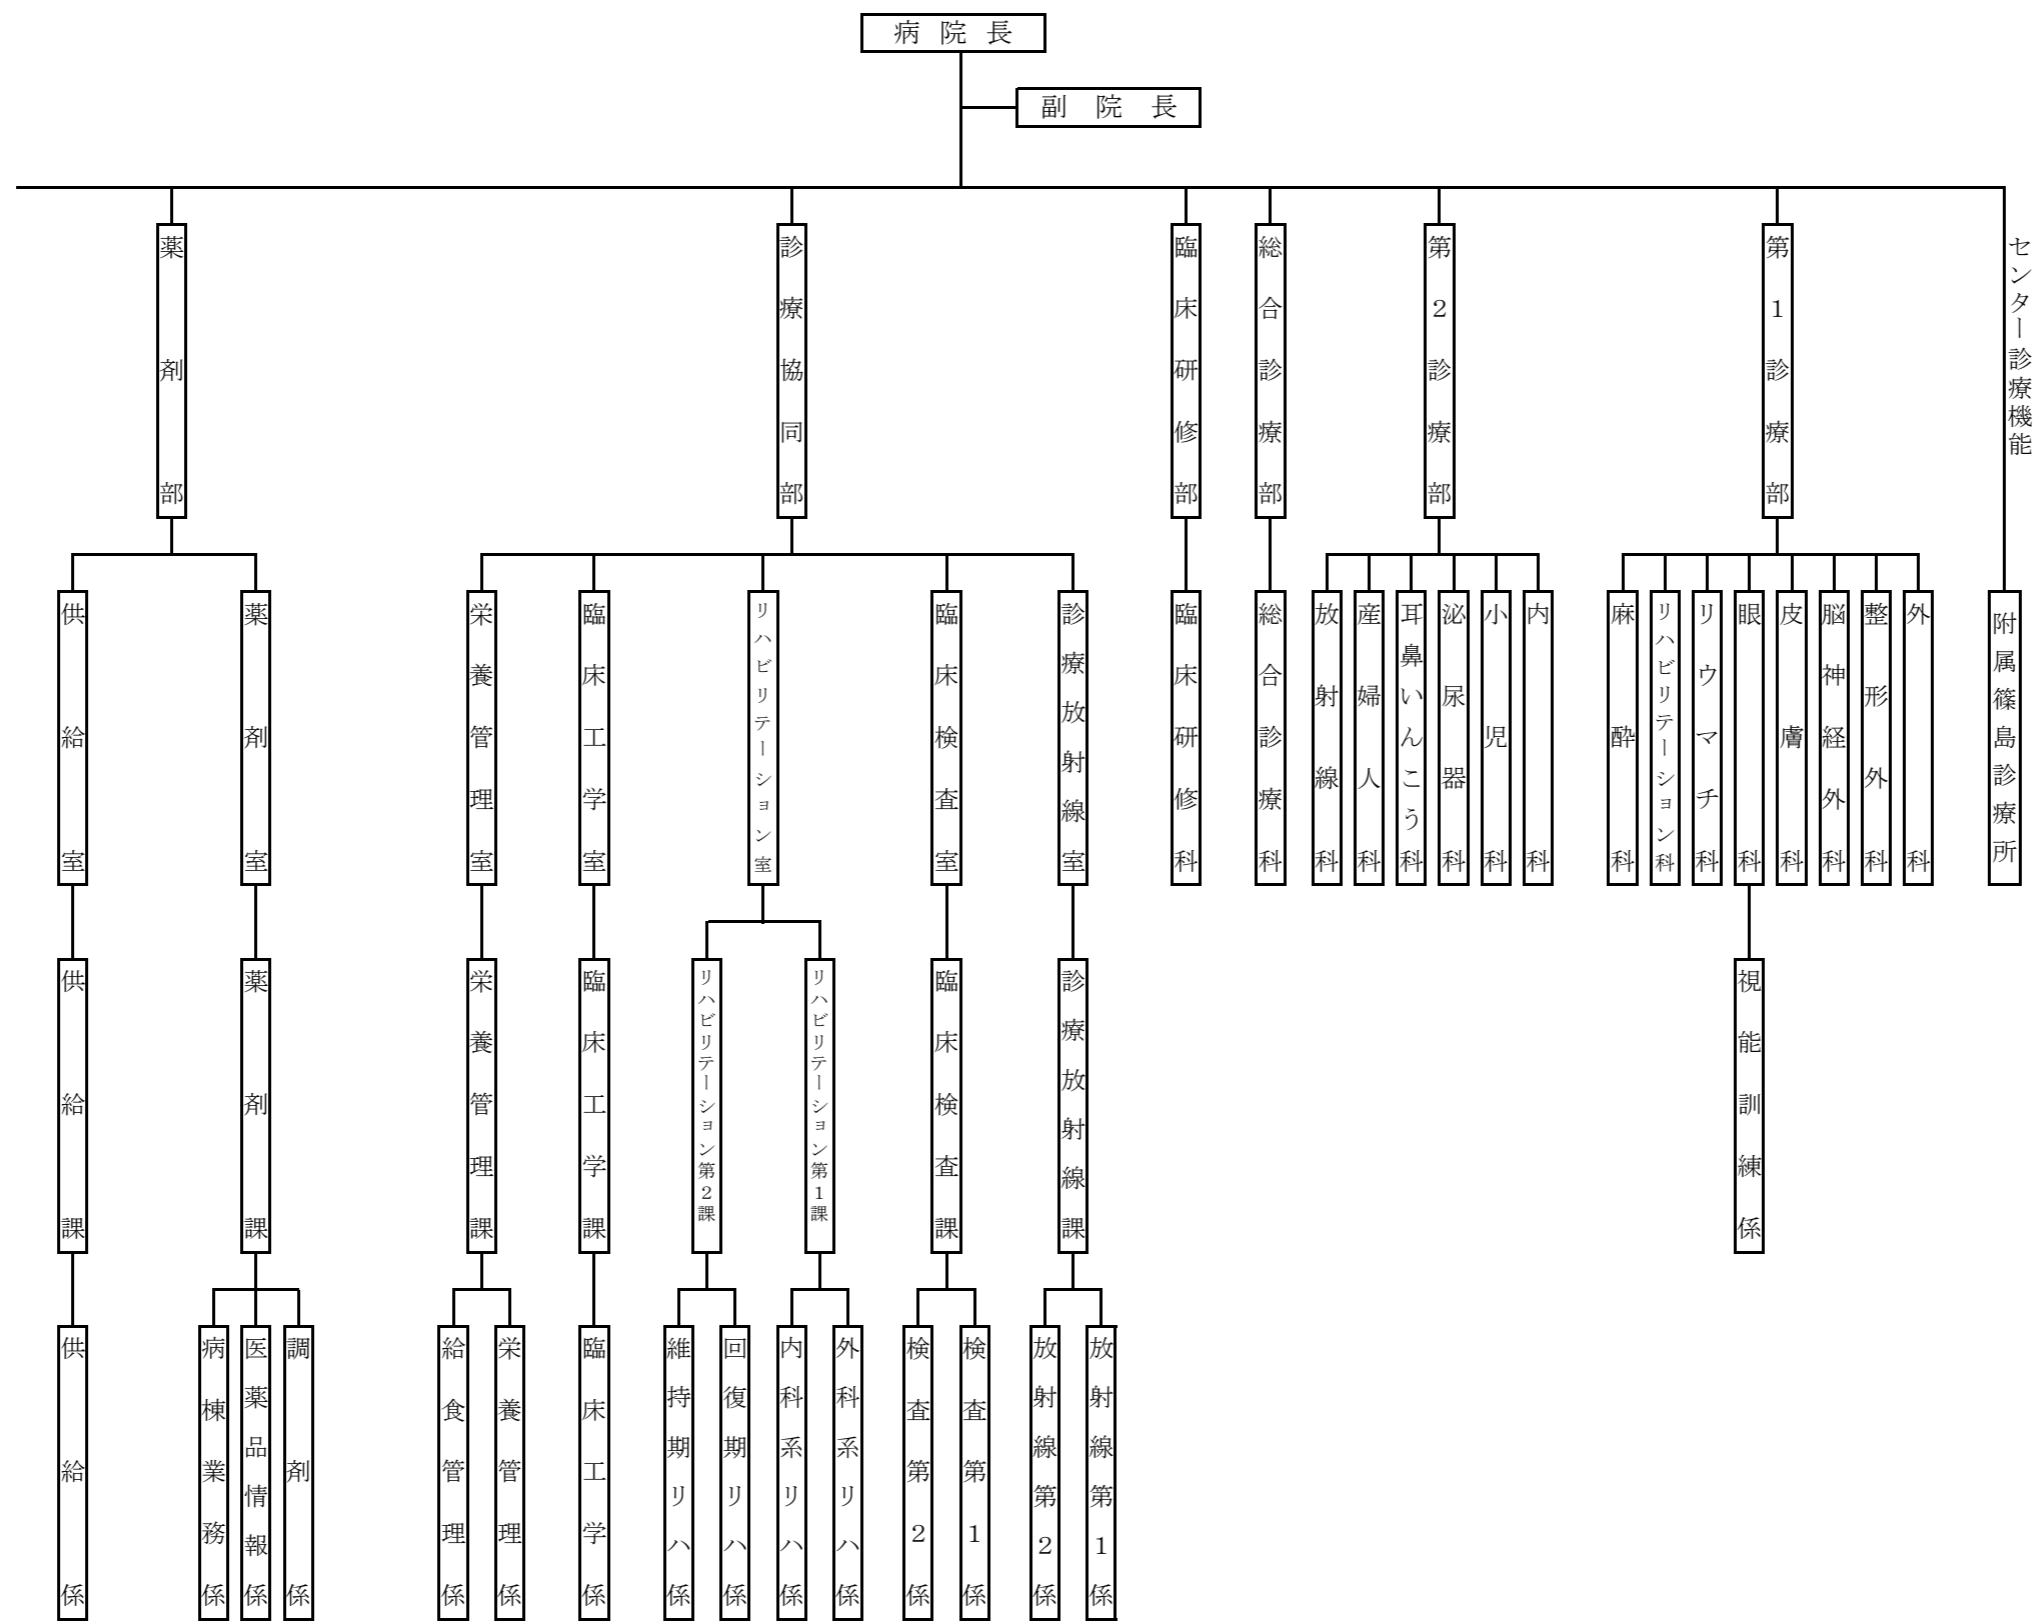 病院長
副院長
センター診療機能
第1診療部
第2診療部
総合診療部
臨床研修部
診療協同部
薬剤部
附属篠島診療所
外科
整形外科
脳神経外科
皮膚科
眼科
リウマチ科
リハビリテーション科
麻酔科
内科
小児科
泌尿器科
耳鼻いんこう科
産婦人科
放射線科
総合診療科
臨床研修科
診療放射線室
臨床検査室
リハビリテーション室
臨床工学室
栄養管理室
薬剤室
供給室
視能訓練係
診療放射線課
臨床検査課
リハビリテーション第1課
リハビリテーション第2課
臨床工学課
栄養管理課
薬剤課
供給課
放射線第1係
放射線第2係
検査第1係
検査第2係
外科系リハ係
内科系リハ係
回復期リハ係
維持期リハ係
臨床工学係
栄養管理係
給食管理係
調剤係
医薬品情報係
病棟業務係
供給係